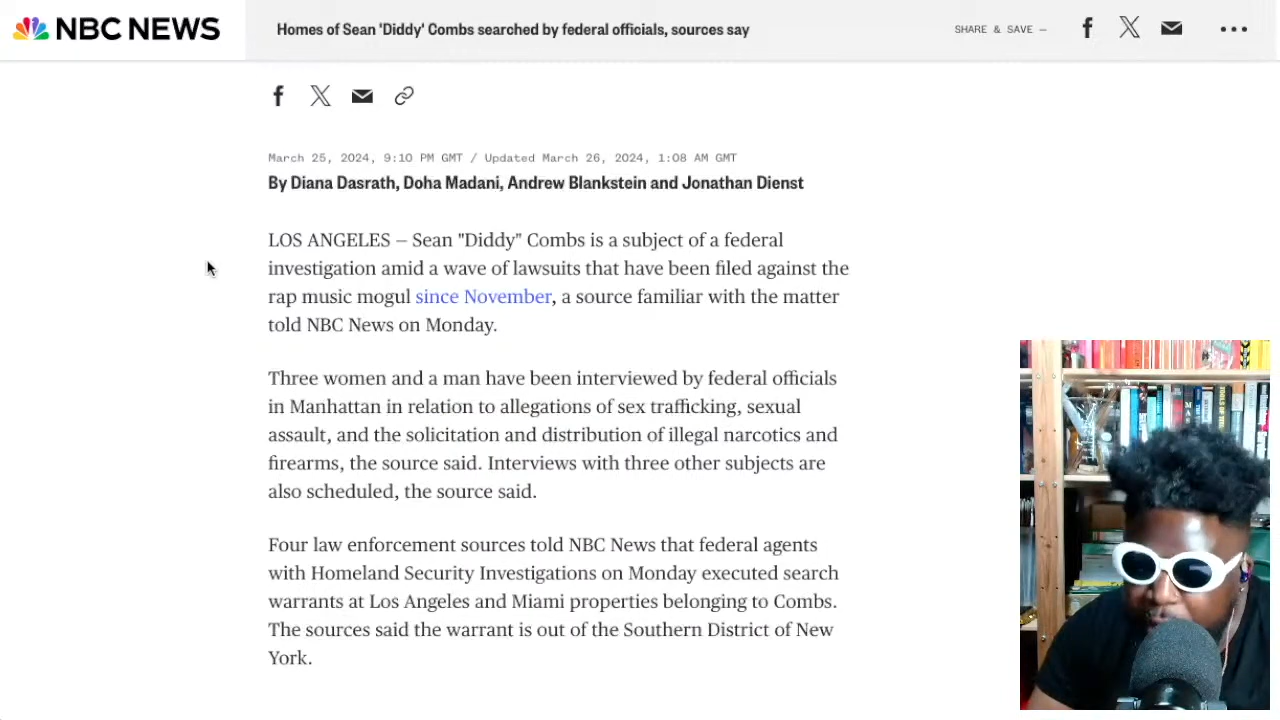 NBC NEWS
Homes of Sean 'Diddy' Combs searched by federal officials, sources say
SHARE & SAVE —
March 25, 2024, 9:10 PM GMT / Updated March 26, 2024, 1:08 AM GMT
By Diana Dasrath, Doha Madani, Andrew Blankstein and Jonathan Dienst
LOS ANGELES — Sean "Diddy" Combs is a subject of a federal
investigation amid a wave of lawsuits that have been filed against the
rap music mogul since November, a source familiar with the matter
told NBC News on Monday.
Three women and a man have been interviewed by federal officials
in Manhattan in relation to allegations of sex trafficking, sexual
assault, and the solicitation and distribution of illegal narcotics and
firearms, the source said. Interviews with three other subjects are
also scheduled, the source said.
Four law enforcement sources told NBC News that federal agents
with Homeland Security Investigations on Monday executed search
warrants at Los Angeles and Miami properties belonging to Combs.
The sources said the warrant is out of the Southern District of New
York.